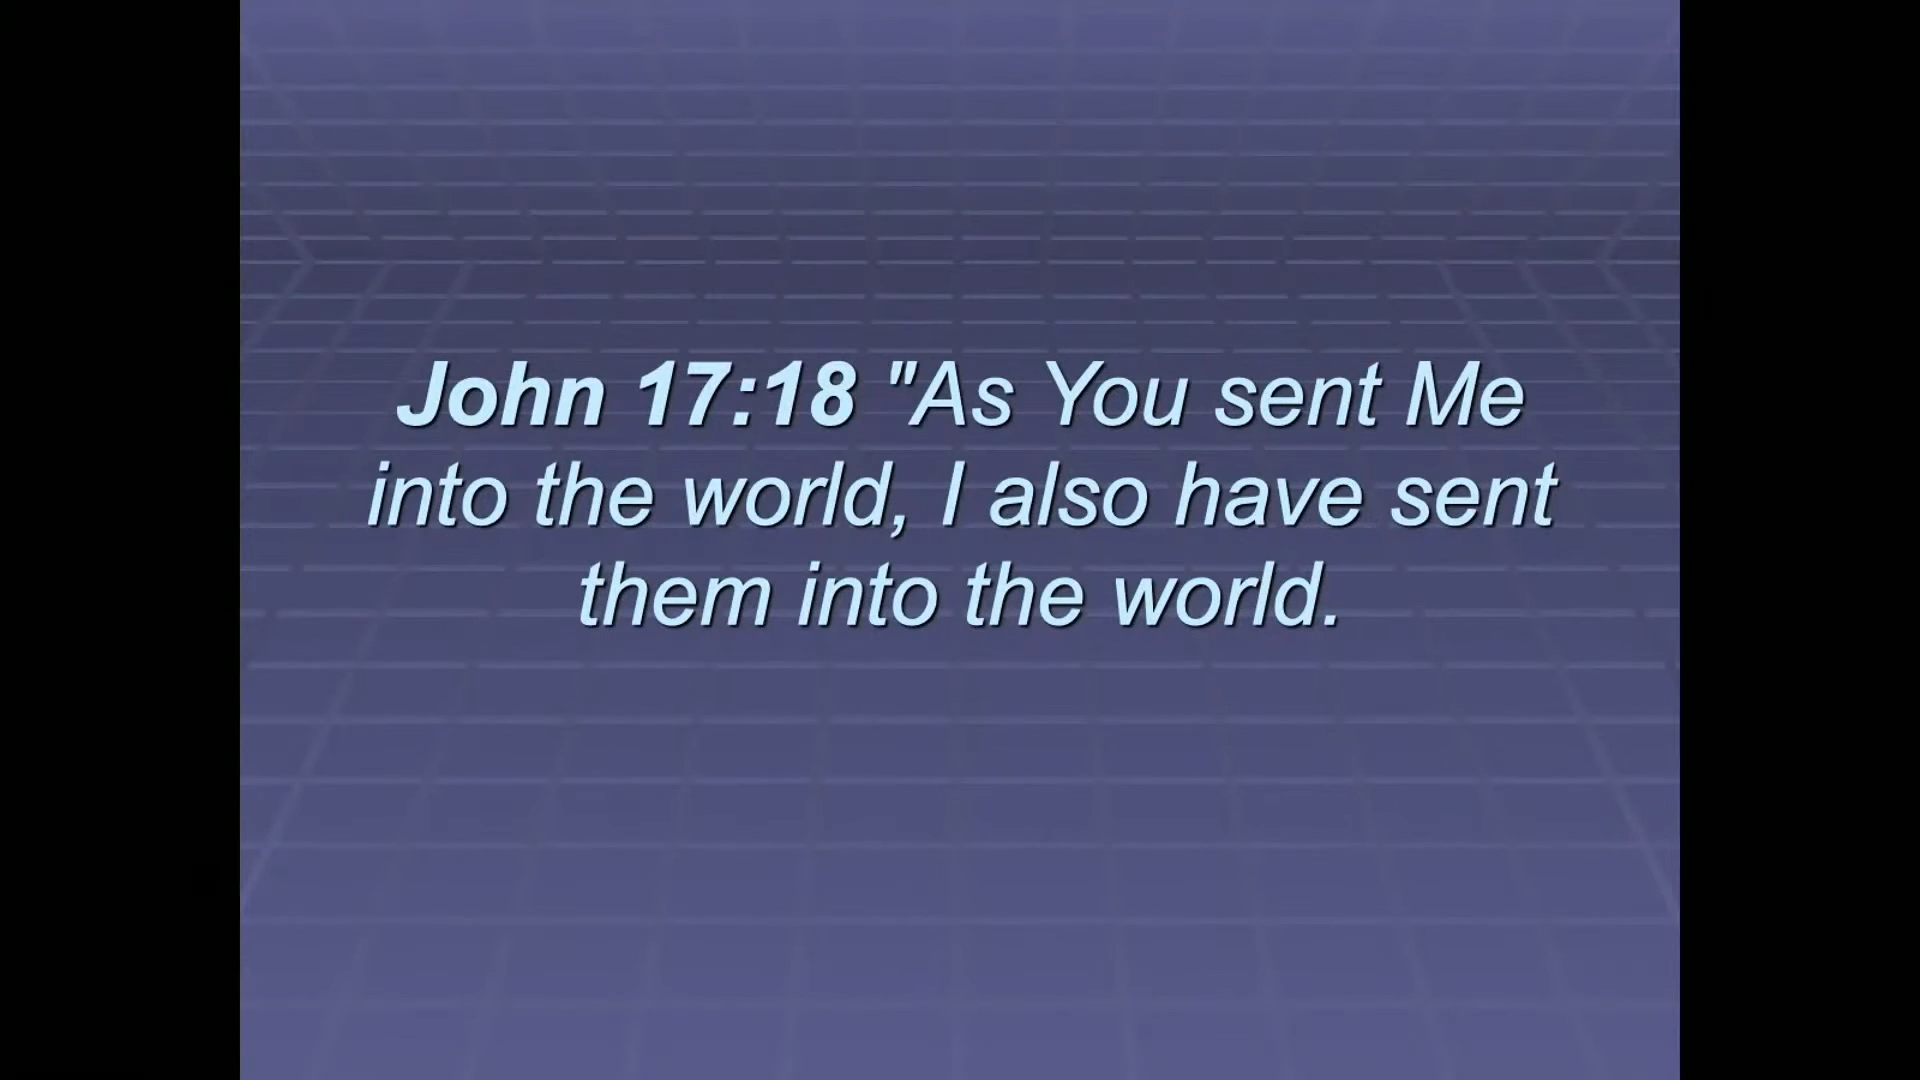 John 17:18 "As You sent Me
into the world, I also have sent
them into the world.